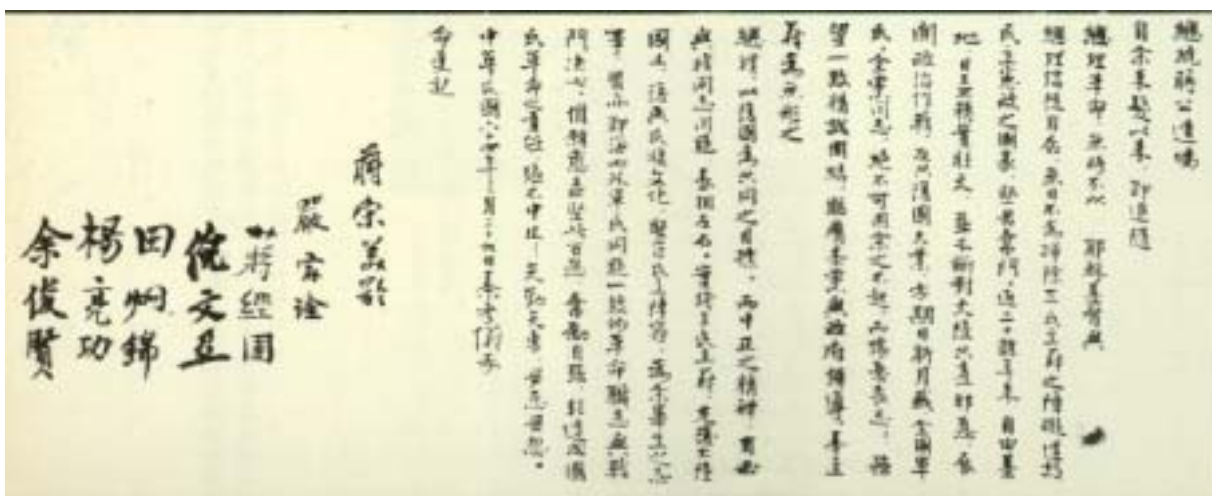 總統蔣公遺囑
自余束髮以來，即追隨
總理革命，無時不以　耶穌基督與
總理信徒自居，無日不為掃除三民主義之障礙，建設
民主憲政之國家，艱苦奮鬥。近二十餘年來，自由基
地，日益精實壯大，並不斷對大陸共產邪惡，展
開政治作戰；反共復國大業，方期日新月盛，全國軍
民，全黨同志，絕不可因余之不起，而懷憂喪志！務
望一致精誠團結，服膺本黨與政府領導，奉主
義為無形之
總理，以復國為共同之目標，而中正之精神，自必
與我同志同胞，長相左右。實踐三民主義，光復大陸
國土，復興民族文化，堅守民主陣容，為余畢生之志
事，實亦即海內外軍民同胞一致的革命職志與戰
鬥決心。惟願愈益堅此百忍，奮勵自強，非達成國
民革命之責任，絕不中止！矢勤矢勇，毋怠毋忽。
中華民國六十四年三月二十九日秦孝儀承
命謹記
蔣宋美齡
嚴家淦
蔣經國
倪文亞
田炯錦
楊亮功
余俊賢